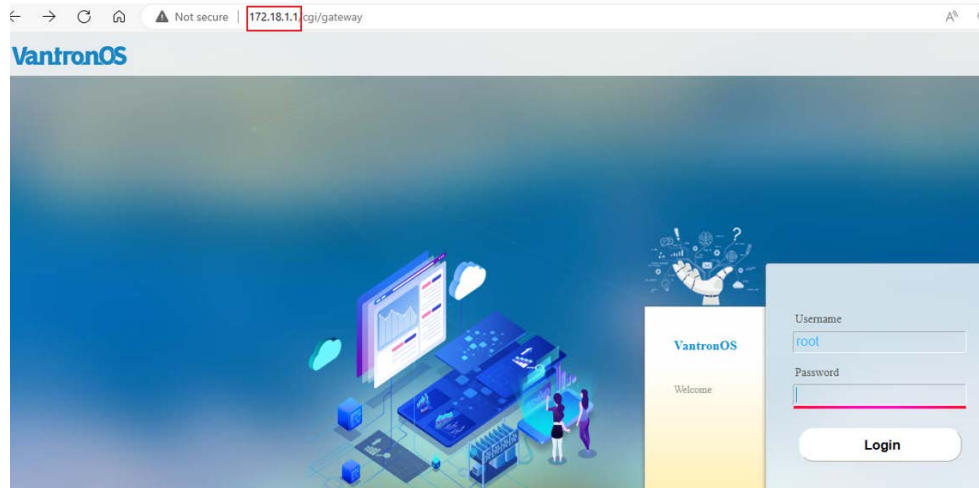 Not secure | 172.18.1.1/cgi/gateway
VantronOS
Username
root
VantronOS
Password
Welcome
Login